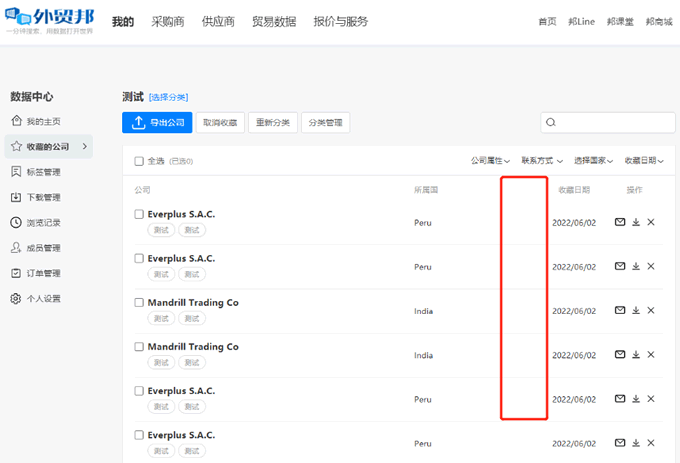 外贸邦
一分钟搜索，用数据打开世界
我的 采购商 供应商 贸易数据 报价与服务
首页 邦Line 邦课堂 邦商城
数据中心
我的主页
收藏的公司
标签管理
下载管理
浏览记录
成员管理
订单管理
个人设置
测试 [选择分类]
导出公司 取消收藏 重新分类 分类管理
全选 (已选0) 公司属性 联系方式 选择国家 收藏日期
公司 所属国 收藏日期 操作
Everplus S.A.C. Peru 2022/06/02
测试 测试
Everplus S.A.C. Peru 2022/06/02
测试 测试
Mandrill Trading Co India 2022/06/02
测试 测试
Mandrill Trading Co India 2022/06/02
测试 测试
Everplus S.A.C. Peru 2022/06/02
测试 测试
Everplus S.A.C. Peru 2022/06/02
测试 测试